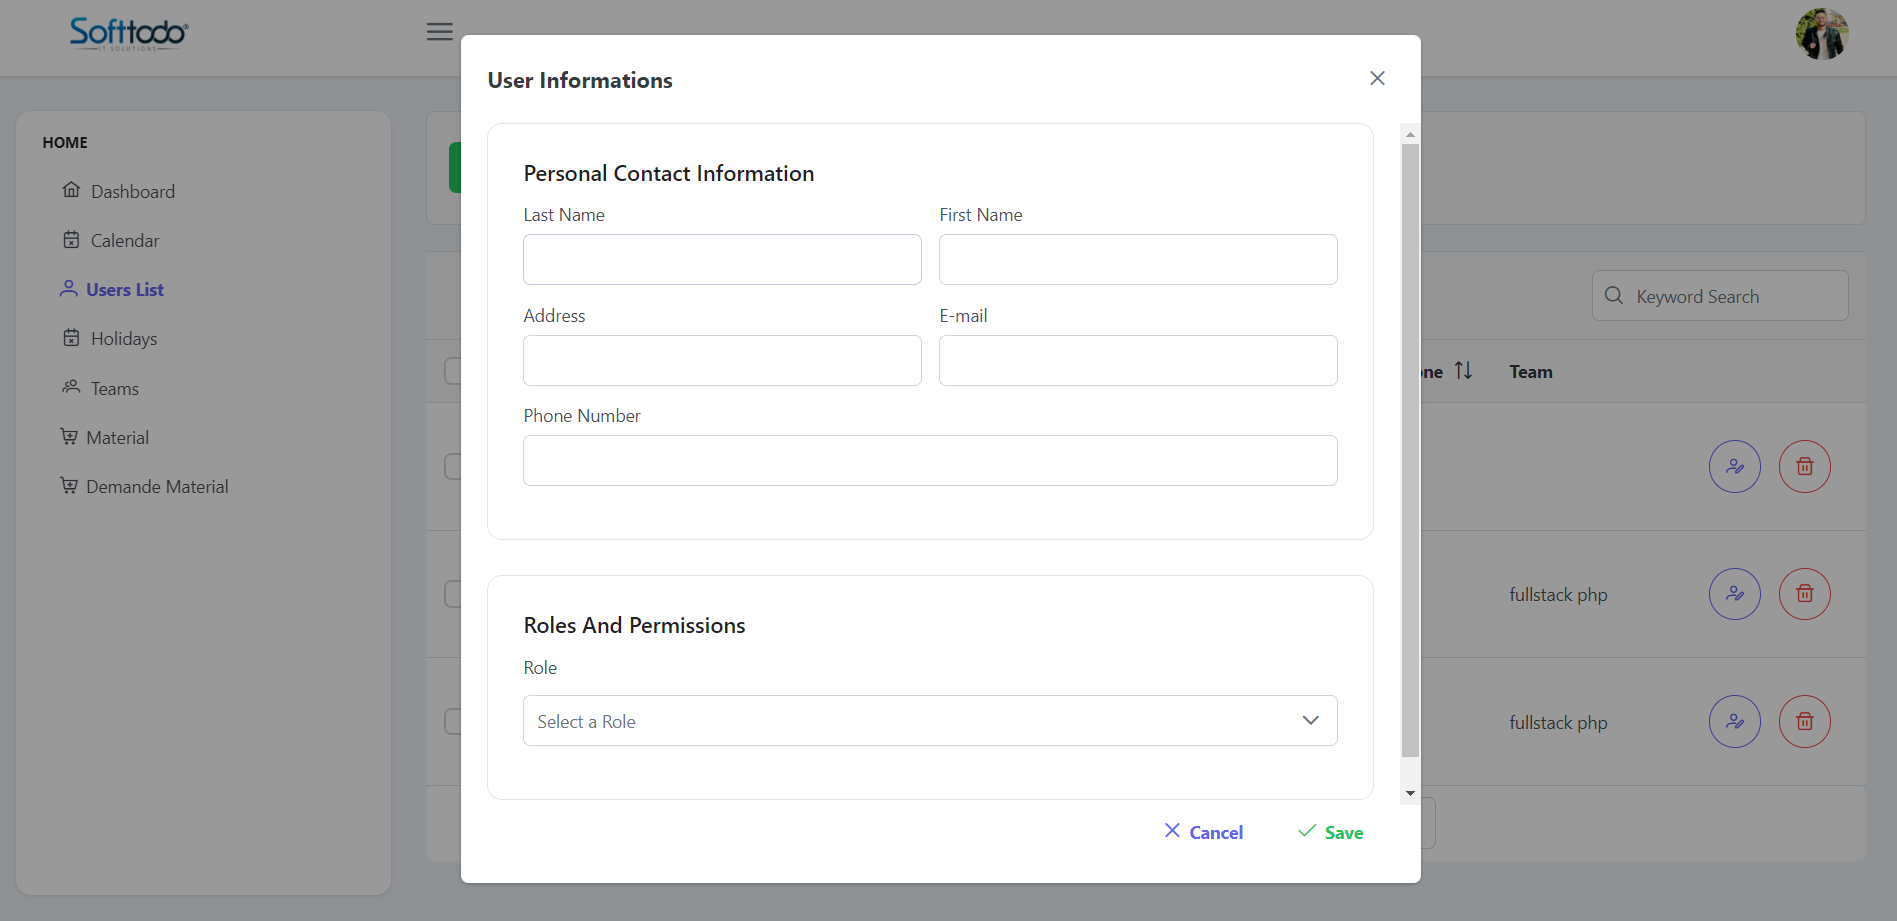 Softtodo®
IT SOLUTIONS
User Informations
HOME
Dashboard
Calendar
Users List
Holidays
Teams
Material
Demande Material
Personal Contact Information
Last Name
First Name
Address
E-mail
Phone Number
Roles And Permissions
Role
Select a Role
Cancel
Save
Keyword Search
one
Team
fullstack php
fullstack php